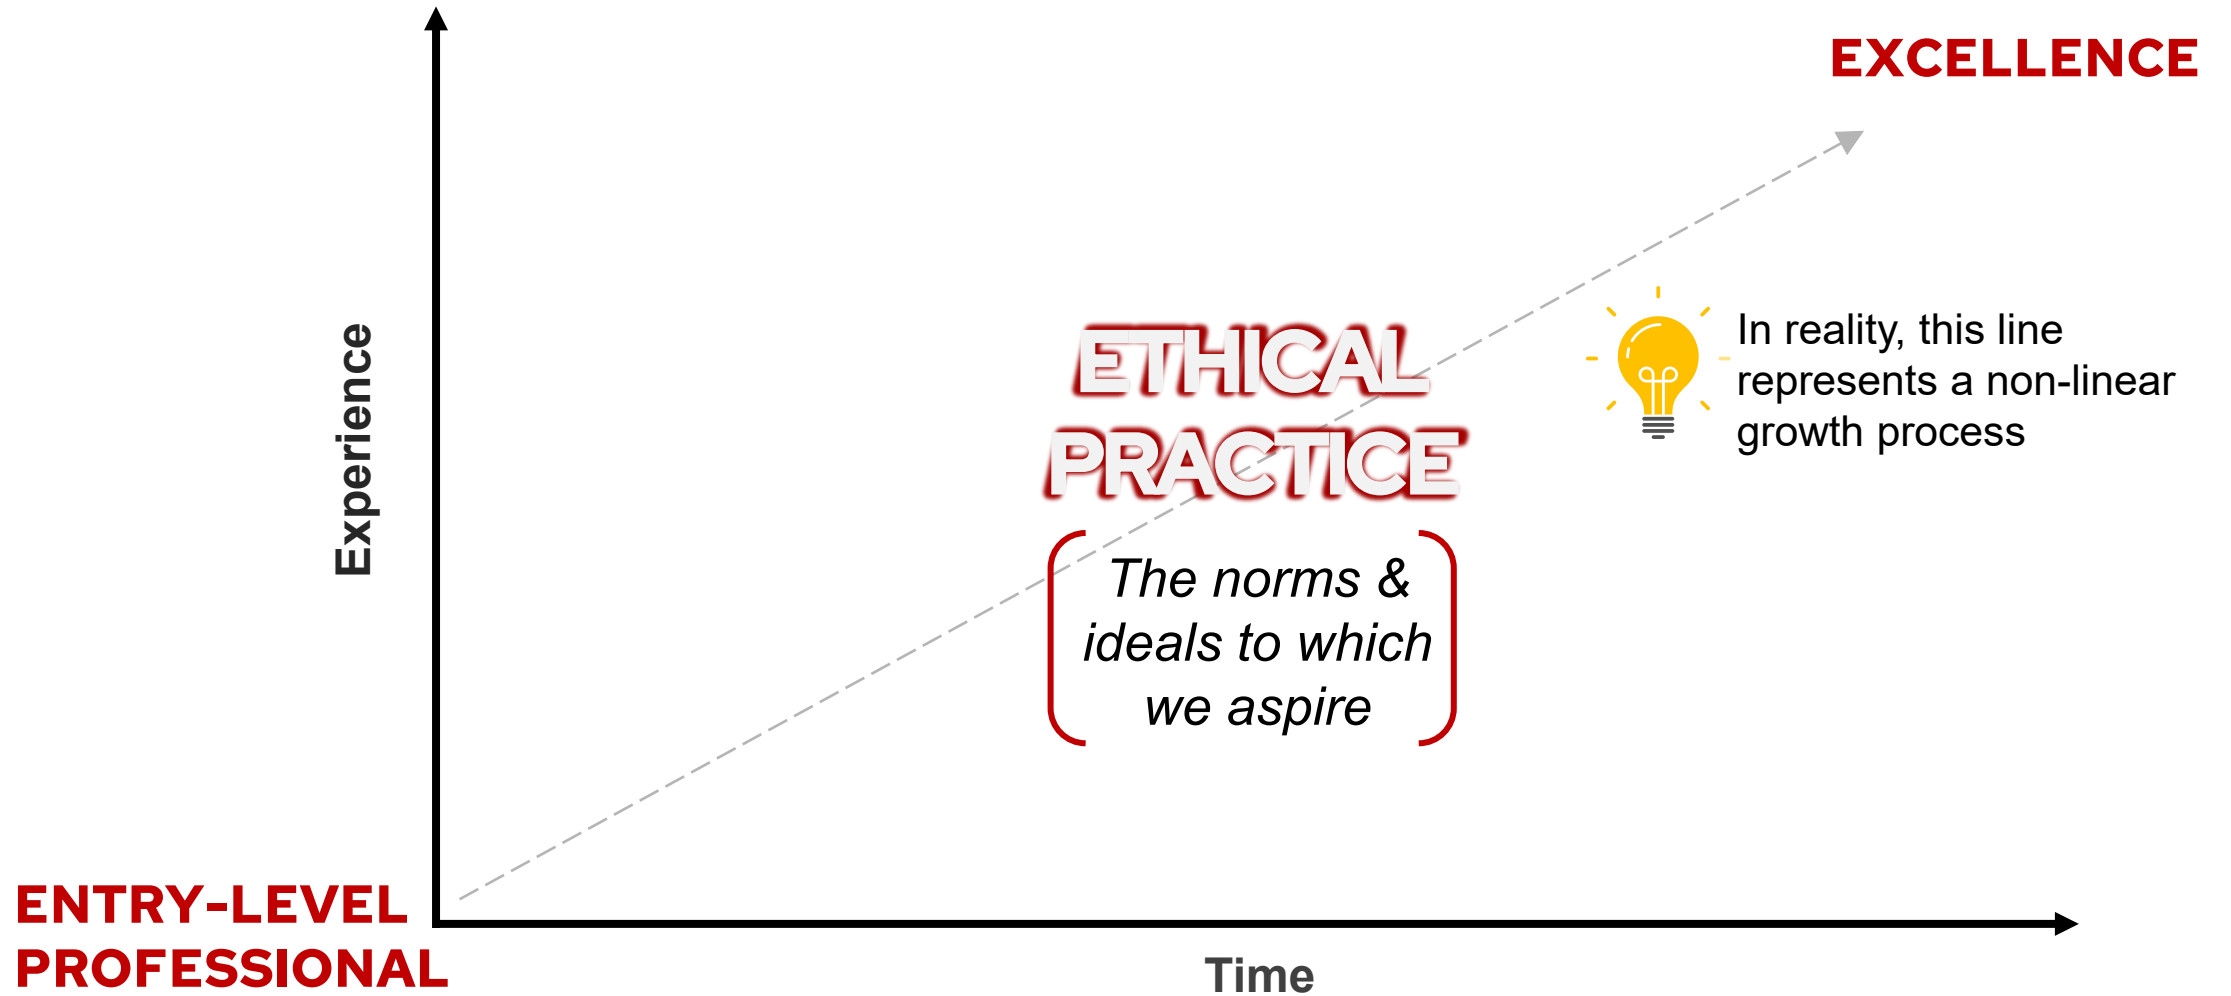 EXCELLENCE
Experience
ETHICAL
PRACTICE
In reality, this line
represents a non-linear
growth process
The norms &
ideals to which
we aspire
ENTRY-LEVEL
PROFESSIONAL
Time